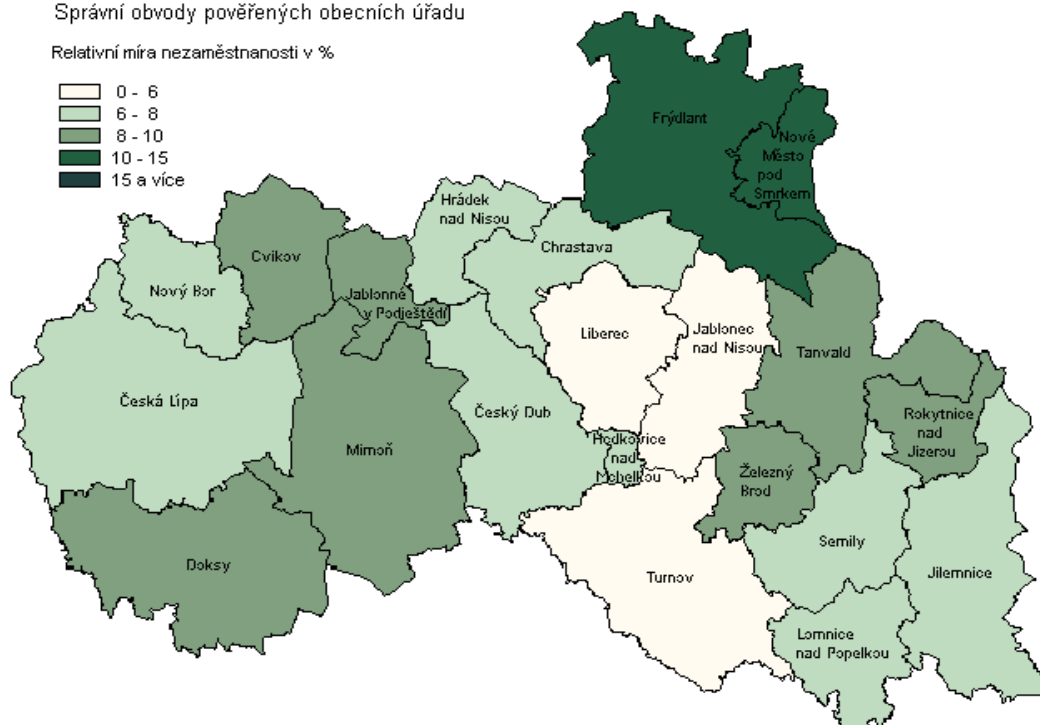 Správní obvody pověřených obecních úřadu
Relativní míra nezaměstnanosti v %
0 - 6
6 - 8
8 - 10
10 - 15
15 a více
Frýdlant
Nové
Město
pod
Smrkem
Hrádek
nad Nisou
Chrastava
Cvikov
Nový Bor
Jablonné
v Podještědí
Liberec
Jablonec
nad Nisou
Tanvald
Česká Lípa
Český Dub
Rokytnice
nad
Jizerou
Mimoň
Hodkovice
nad
Mohelkou
Železný
Brod
Semily
Doksy
Turnov
Jilemnice
Lomnice
nad Popelkou